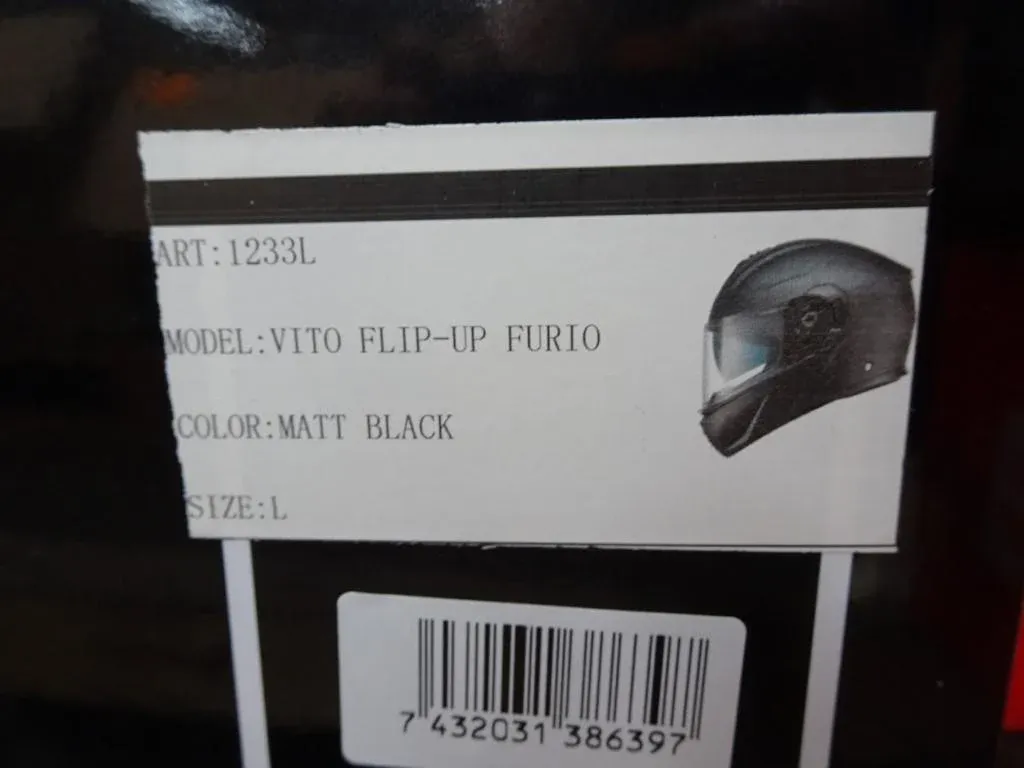 ART:1233L
MODEL:VITO FLIP-UP FURIO
COLOR:MATT BLACK
SIZE:L
7 432031 386397